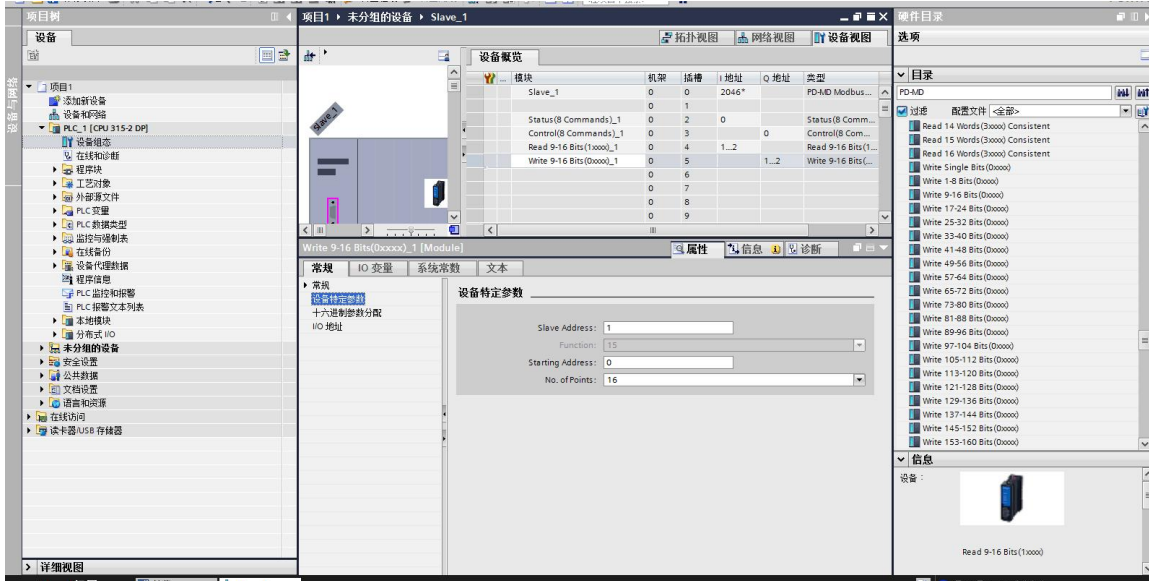 项目树
项目1 ▸ 未分组的设备 ▸ Slave_1
硬件目录
设备
拓扑视图 网络视图 设备视图
选项
设备概览
模块 机架 插槽 I 地址 Q 地址 类型
Slave_1 0 0 2046* PD-MD Modbus...
0 1
Status(8 Commands)_1 0 2 0 Status(8 Comm...
Control(8 Commands)_1 0 3 0 Control(8 Com...
Read 9-16 Bits(1xxxx)_1 0 4 1...2 Read 9-16 Bits(1...
Write 9-16 Bits(0xxxx)_1 0 5 1...2 Write 9-16 Bits(...
0 6
0 7
0 8
0 9
Slave_1
项目1
添加新设备
设备和网络
PLC_1 [CPU 315-2 DP]
设备组态
在线和诊断
程序块
工艺对象
外部源文件
PLC 变量
PLC 数据类型
监控与强制表
在线备份
设备代理数据
程序信息
PLC 监控和报警
PLC 报警文本列表
本地模块
分布式 I/O
未分组的设备
安全设置
公共数据
文档设置
语言和资源
在线访问
读卡器/USB 存储器
详细视图
Write 9-16 Bits(0xxxx)_1 [Module]
属性 信息 诊断
常规 IO 变量 系统常数 文本
常规
设备特定参数
十六进制参数分配
I/O 地址
设备特定参数
Slave Address: 1
Function: 15
Starting Address: 0
No. of Points: 16
目录
PD-MD
过滤 配置文件 <全部>
Read 14 Words(3xxxx) Consistent
Read 15 Words(3xxxx) Consistent
Read 16 Words(3xxxx) Consistent
Write Single Bits(0xxxx)
Write 1-8 Bits(0xxxx)
Write 9-16 Bits(0xxxx)
Write 17-24 Bits(0xxxx)
Write 25-32 Bits(0xxxx)
Write 33-40 Bits(0xxxx)
Write 41-48 Bits(0xxxx)
Write 49-56 Bits(0xxxx)
Write 57-64 Bits(0xxxx)
Write 65-72 Bits(0xxxx)
Write 73-80 Bits(0xxxx)
Write 81-88 Bits(0xxxx)
Write 89-96 Bits(0xxxx)
Write 97-104 Bits(0xxxx)
Write 105-112 Bits(0xxxx)
Write 113-120 Bits(0xxxx)
Write 121-128 Bits(0xxxx)
Write 129-136 Bits(0xxxx)
Write 137-144 Bits(0xxxx)
Write 145-152 Bits(0xxxx)
Write 153-160 Bits(0xxxx)
信息
设备：
Read 9-16 Bits(1xxxx)